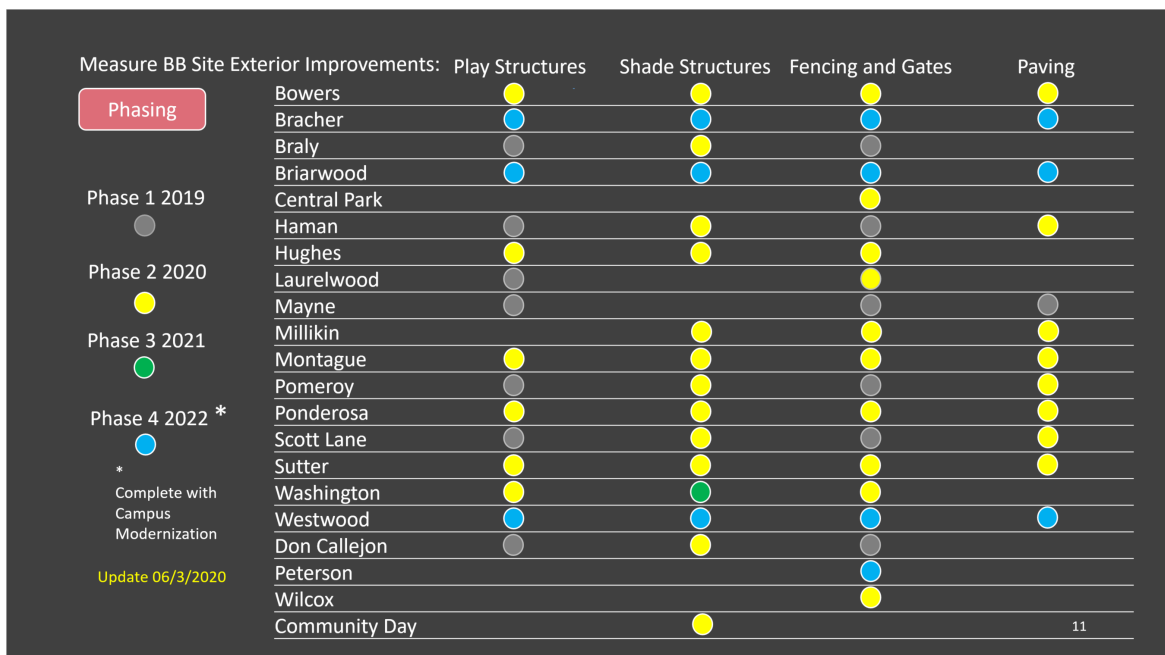 Measure BB Site Exterior Improvements: Play Structures Shade Structures Fencing and Gates Paving
Phasing
Phase 1 2019
Phase 2 2020
Phase 3 2021
Phase 4 2022 *
*
Complete with
Campus
Modernization
Update 06/3/2020
Bowers
Bracher
Braly
Briarwood
Central Park
Haman
Hughes
Laurelwood
Mayne
Millikin
Montague
Pomeroy
Ponderosa
Scott Lane
Sutter
Washington
Westwood
Don Callejon
Peterson
Wilcox
Community Day
11